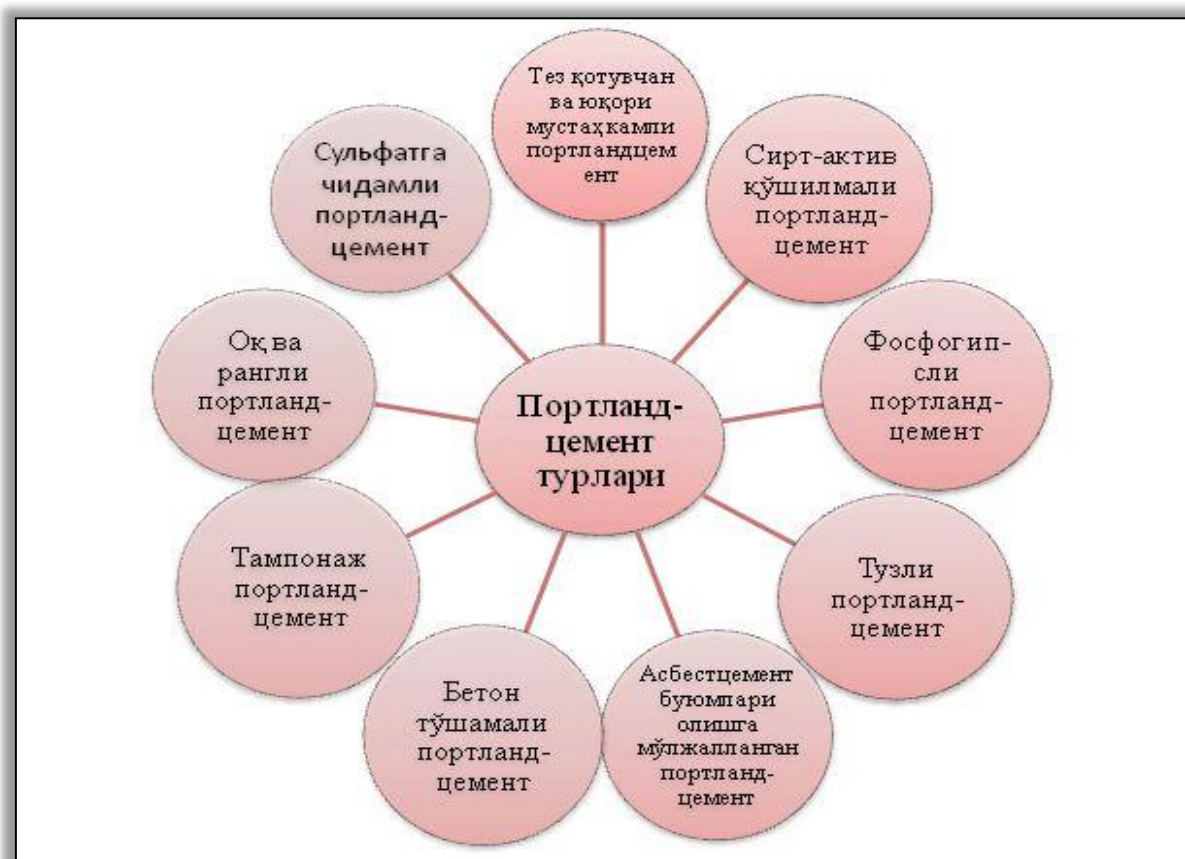 Тез қотувчан
ва юқори
мустаҳкамли
портландцем
ент
Сирт-актив
қўшилмали
портланд-
цемент
Фосфогип-
сли
портланд-
цемент
Тузли
портланд-
цемент
Асбестцемент
буюмлари
олишга
мўлжалланган
портланд-
цемент
Бетон
тўшамали
портланд-
цемент
Тампонаж
портланд-
цемент
Оқ ва
рангли
портланд-
цемент
Сульфатга
чидамли
портланд-
цемент
Портланд-
цемент
турлари